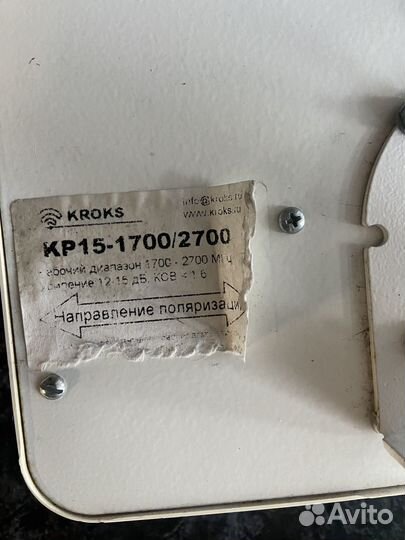 KROKS
info@kroks.ru
www.kroks.ru
KP15-1700/2700
абочий диапазон 1700 - 2700 МГц
силение 12-15 дБ, КСВ < 1.6
Направление поляризаци
Avito